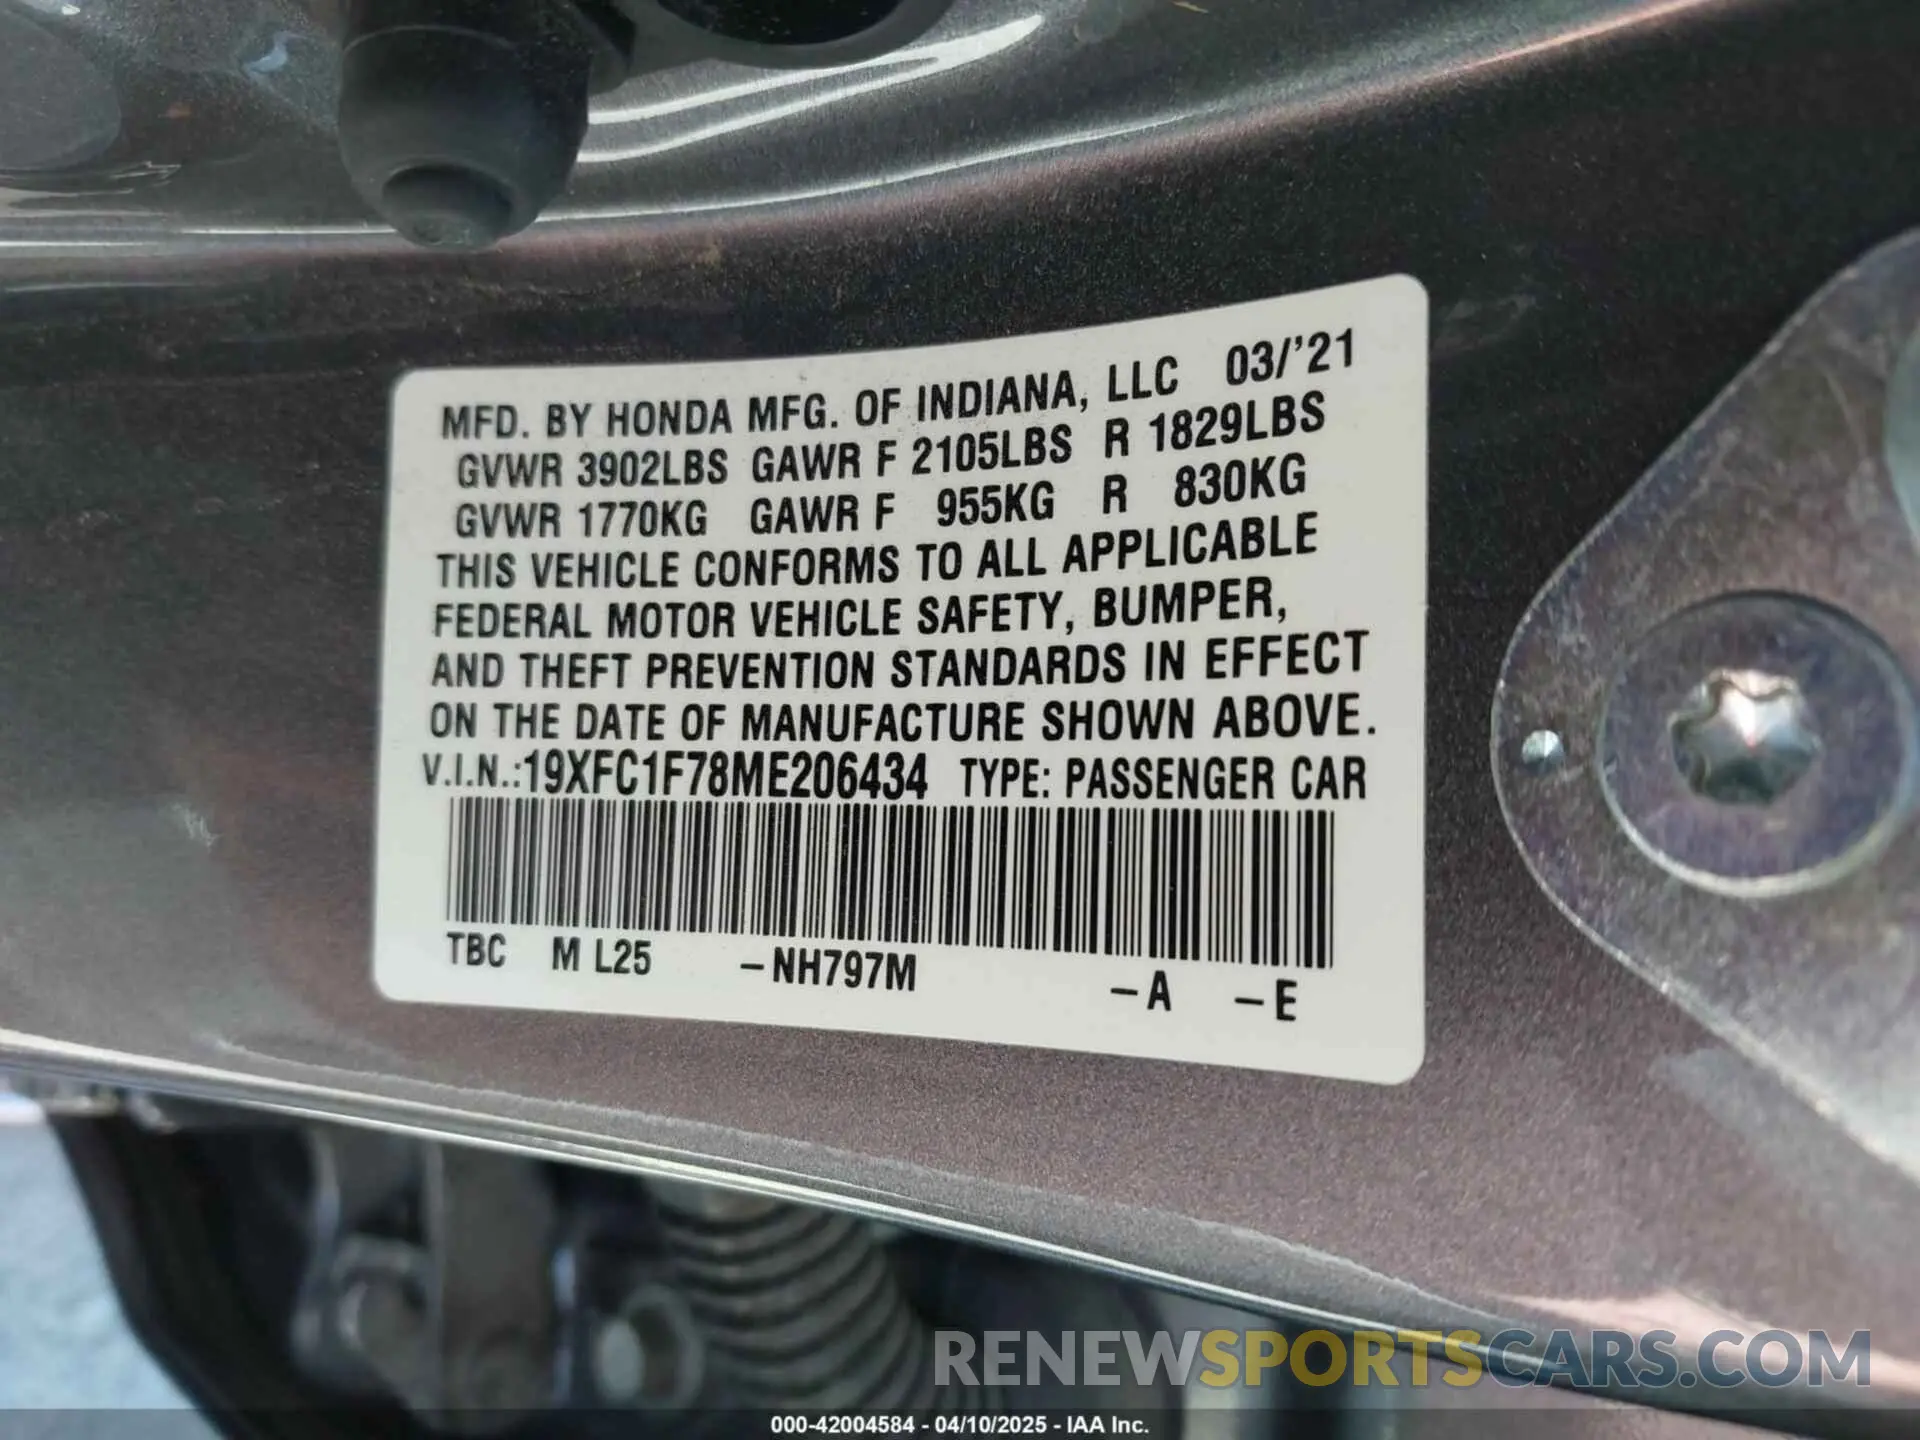 MFD. BY HONDA MFG. OF INDIANA, LLC 03/'21
GVWR 3902LBS GAWR F 2105LBS R 1829LBS
GVWR 1770KG GAWR F 955KG R 830KG
THIS VEHICLE CONFORMS TO ALL APPLICABLE
FEDERAL MOTOR VEHICLE SAFETY, BUMPER,
AND THEFT PREVENTION STANDARDS IN EFFECT
ON THE DATE OF MANUFACTURE SHOWN ABOVE.
V.I.N.:19XFC1F78ME206434 TYPE: PASSENGER CAR
TBC M L25 –NH797M –A –E
RENEWSPORTSCARS.COM
000-42004584 - 04/10/2025 - IAA Inc.